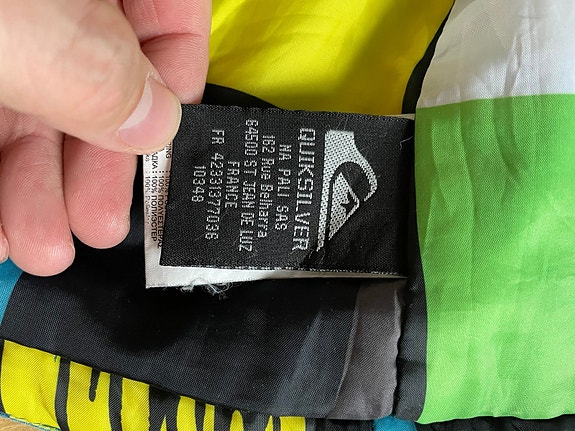 QUIKSILVER
NA PALI SAS
162 Rue Belharra
64500 ST JEAN DE LUZ
FRANCE
FR 42331377036
10348